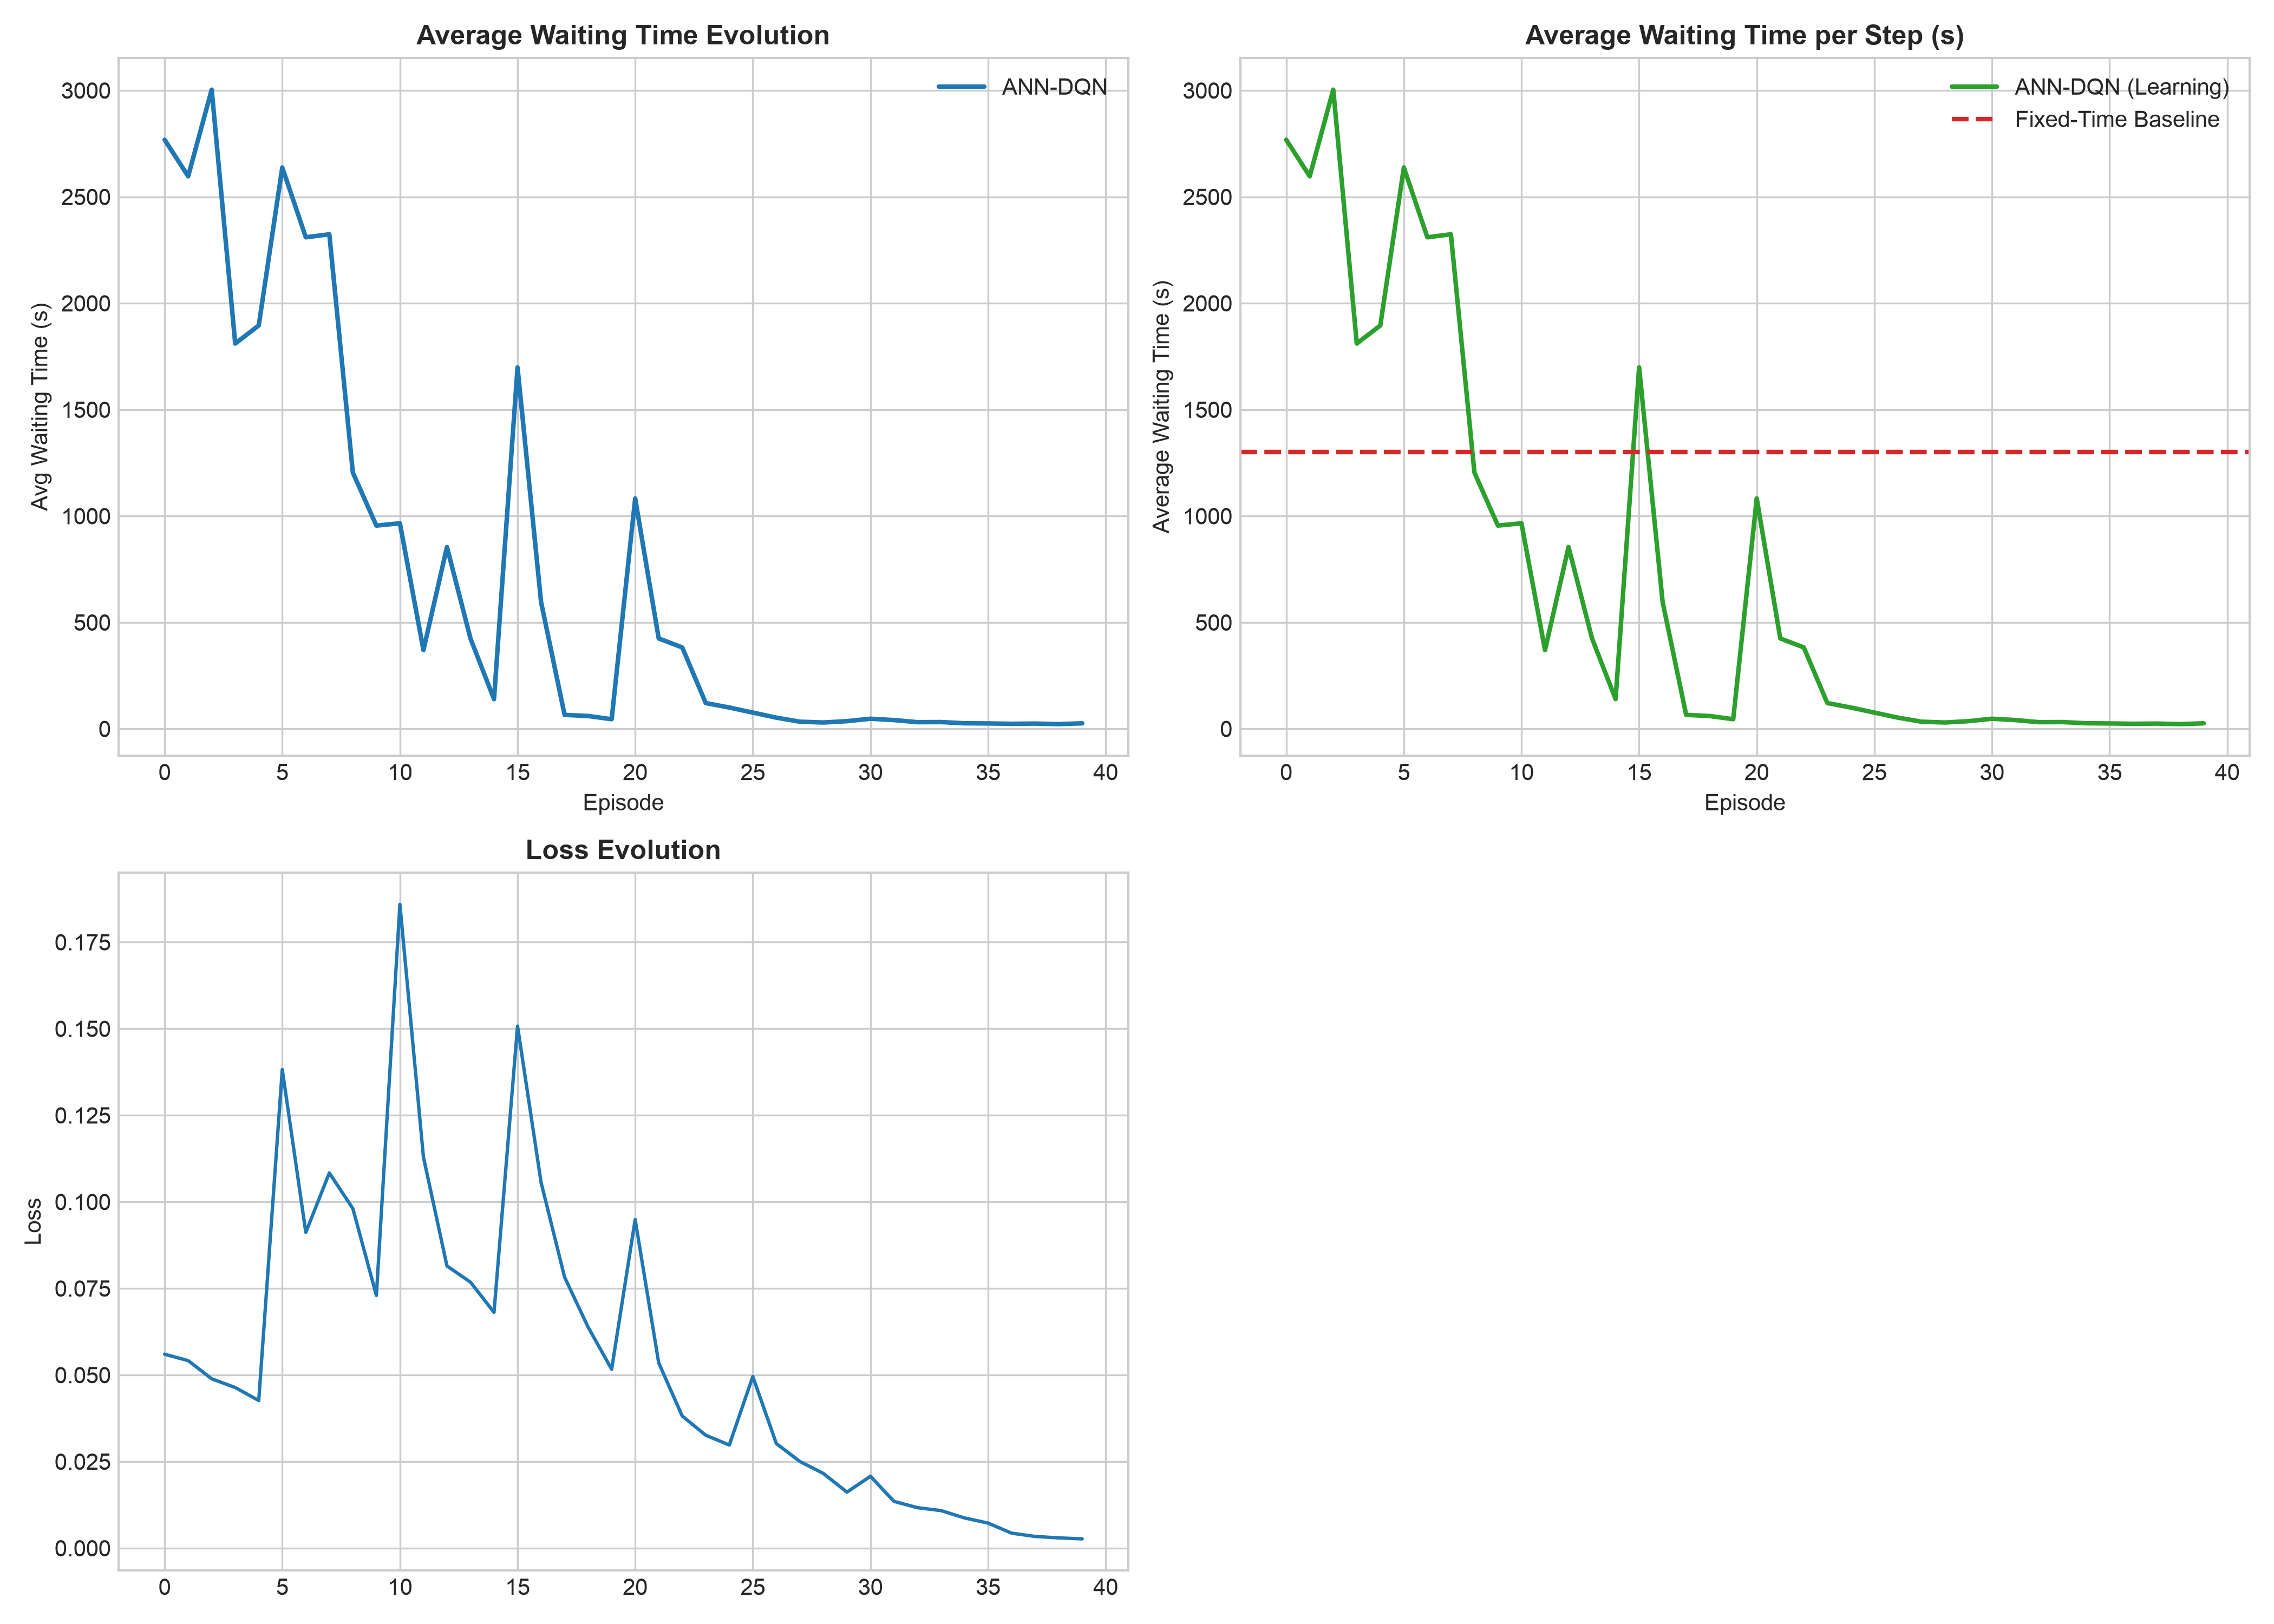 Average Waiting Time Evolution
ANN-DQN
Avg Waiting Time (s)
3000
2500
2000
1500
1000
500
0
0 5 10 15 20 25 30 35 40
Episode
Average Waiting Time per Step (s)
ANN-DQN (Learning)
Fixed-Time Baseline
Average Waiting Time (s)
3000
2500
2000
1500
1000
500
0
0 5 10 15 20 25 30 35 40
Episode
Loss Evolution
Loss
0.175
0.150
0.125
0.100
0.075
0.050
0.025
0.000
0 5 10 15 20 25 30 35 40